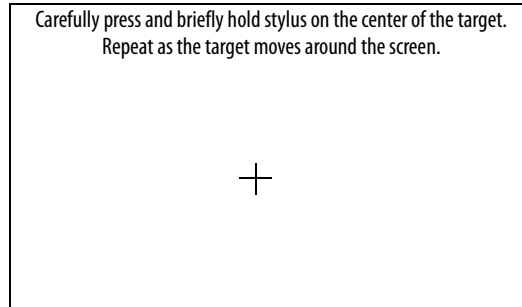 Carefully press and briefly hold stylus on the center of the target.
Repeat as the target moves around the screen.